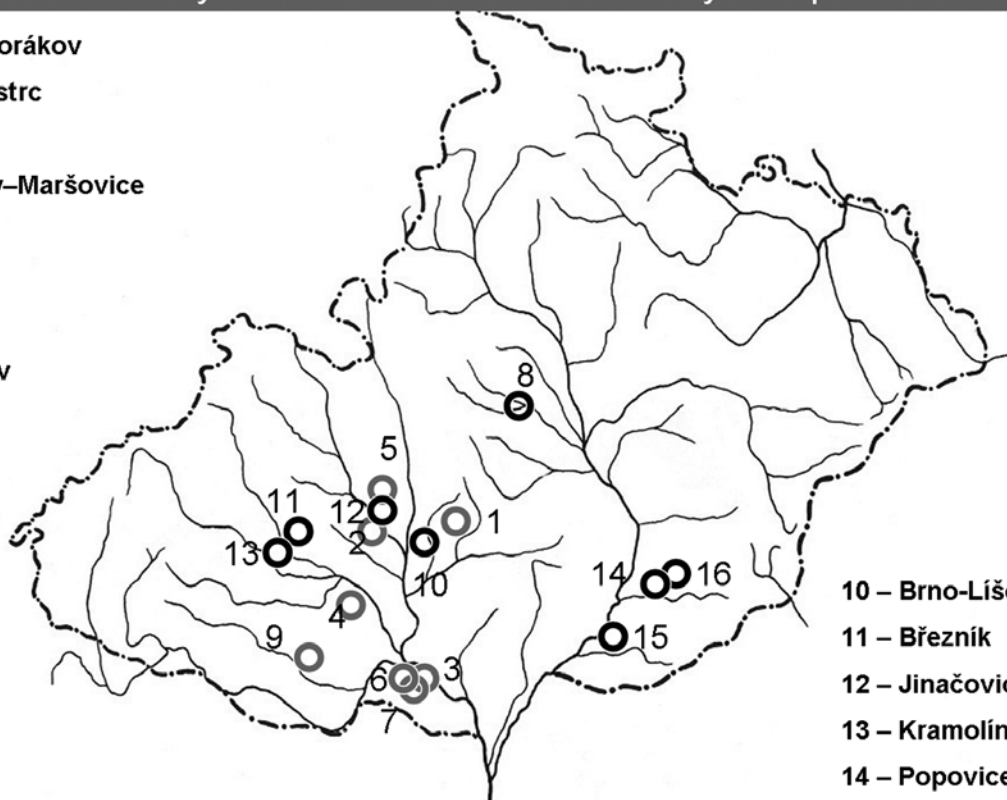 orákov
strc
–Maršovice
8
5
11
12
1
2
13
10
14
16
4
15
9
3
6
7
10 – Brno-Líš
11 – Březník
12 – Jinačovic
13 – Kramolín
14 – Popovice